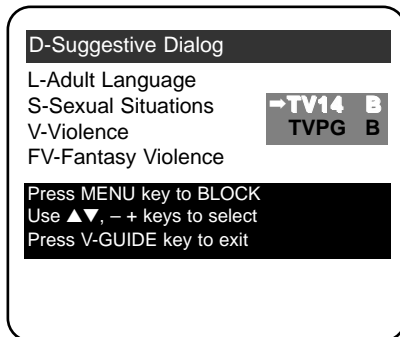 D-Suggestive Dialog
L-Adult Language
S-Sexual Situations
➡TV14 B
V-Violence
TVPG B
FV-Fantasy Violence
Press MENU key to BLOCK
Use ▲▼, – + keys to select
Press V-GUIDE key to exit